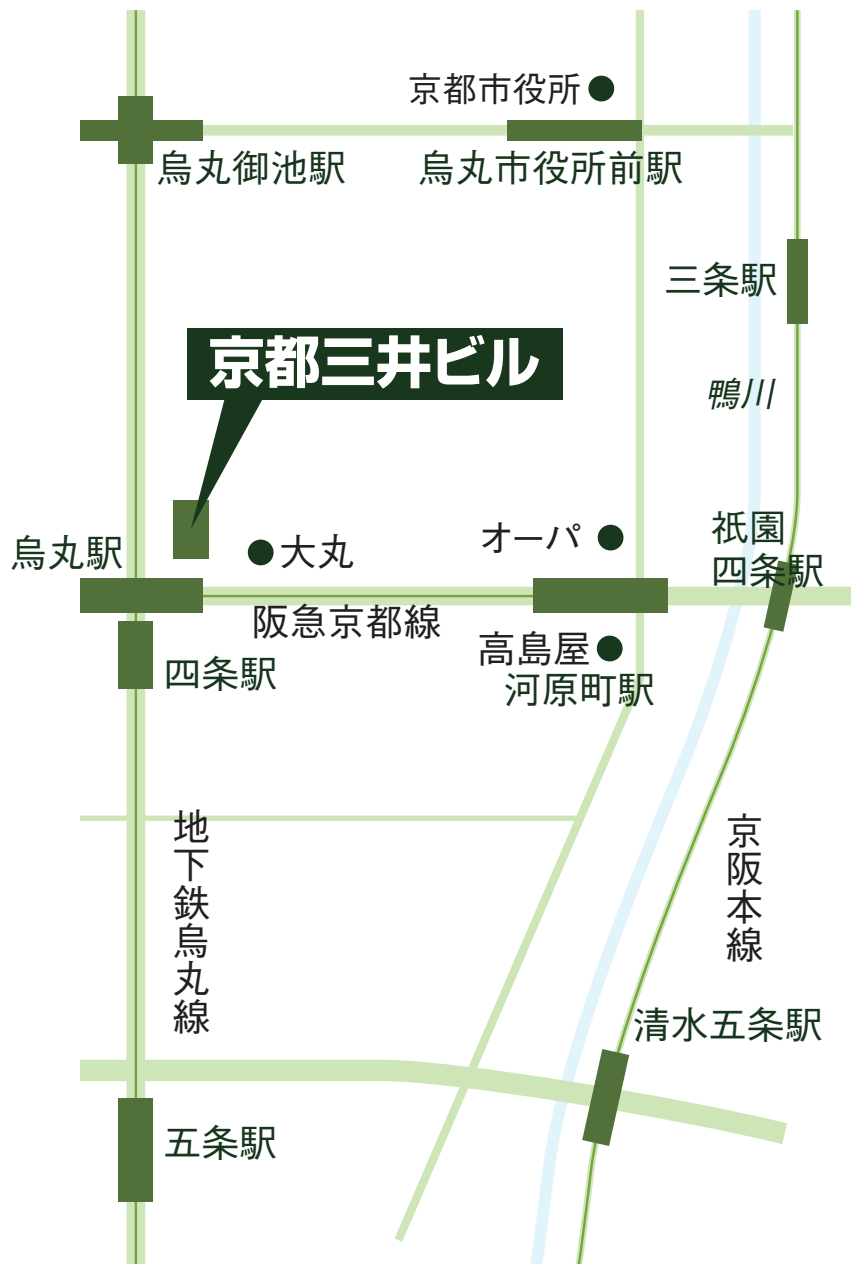 京都市役所
烏丸御池駅
烏丸市役所前駅
三条駅
京都三井ビル
鴨川
祇園
四条駅
オーパ
烏丸駅
大丸
阪急京都線
高島屋
河原町駅
四条駅
地下鉄烏丸線
京阪本線
清水五条駅
五条駅